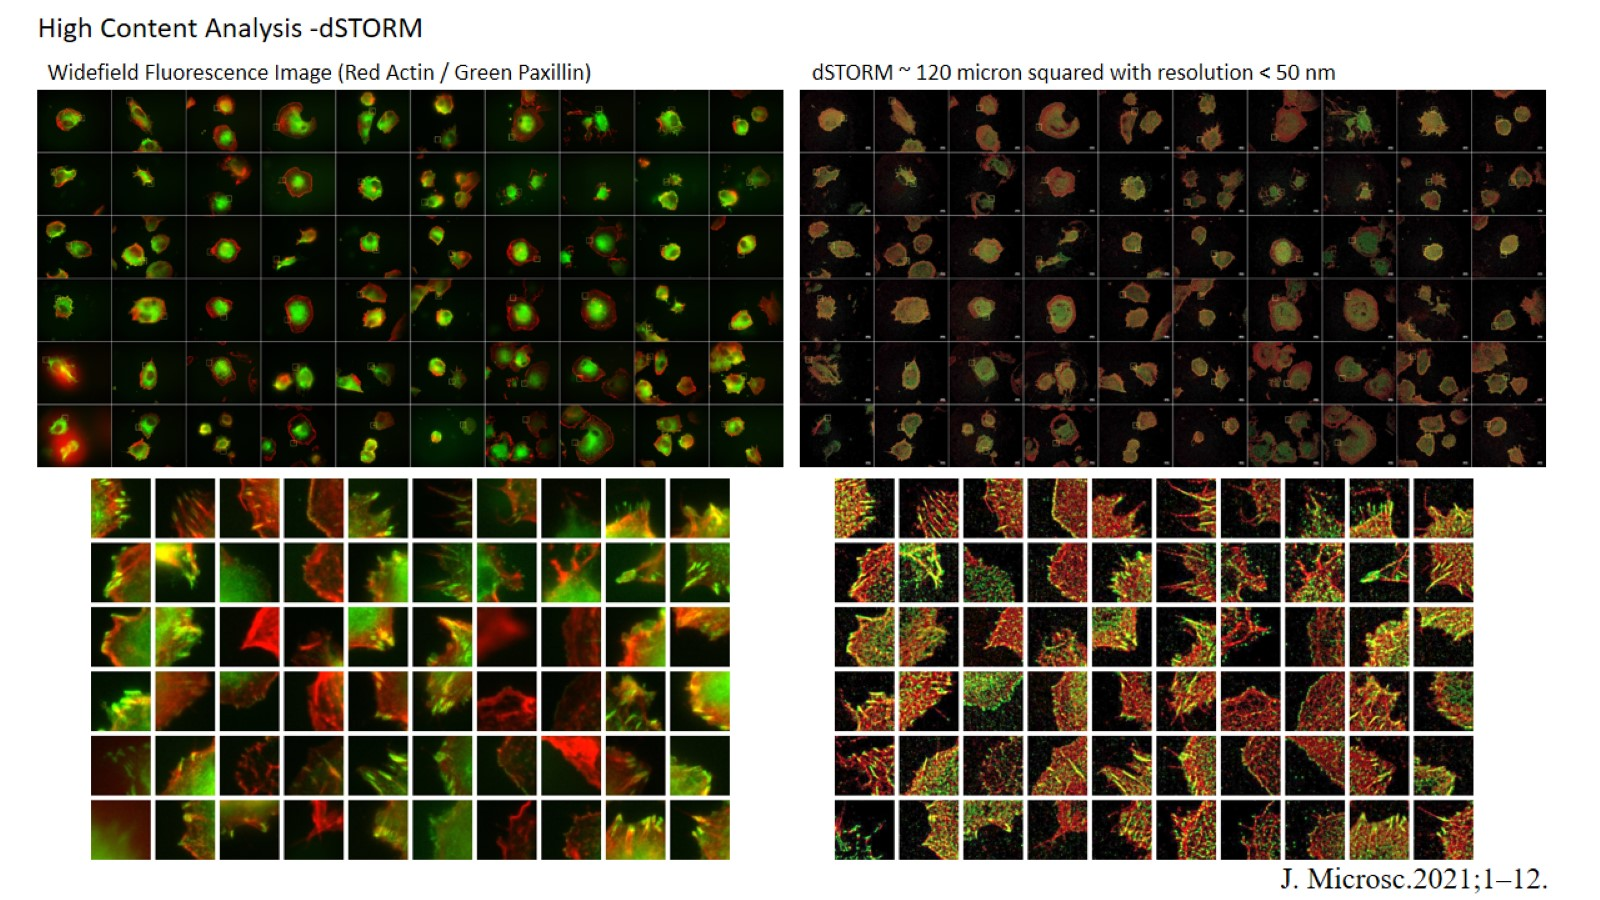 High Content Analysis -dSTORM
Widefield Fluorescence Image (Red Actin / Green Paxillin)
dSTORM ~ 120 micron squared with resolution < 50 nm
J. Microsc.2021;1–12.